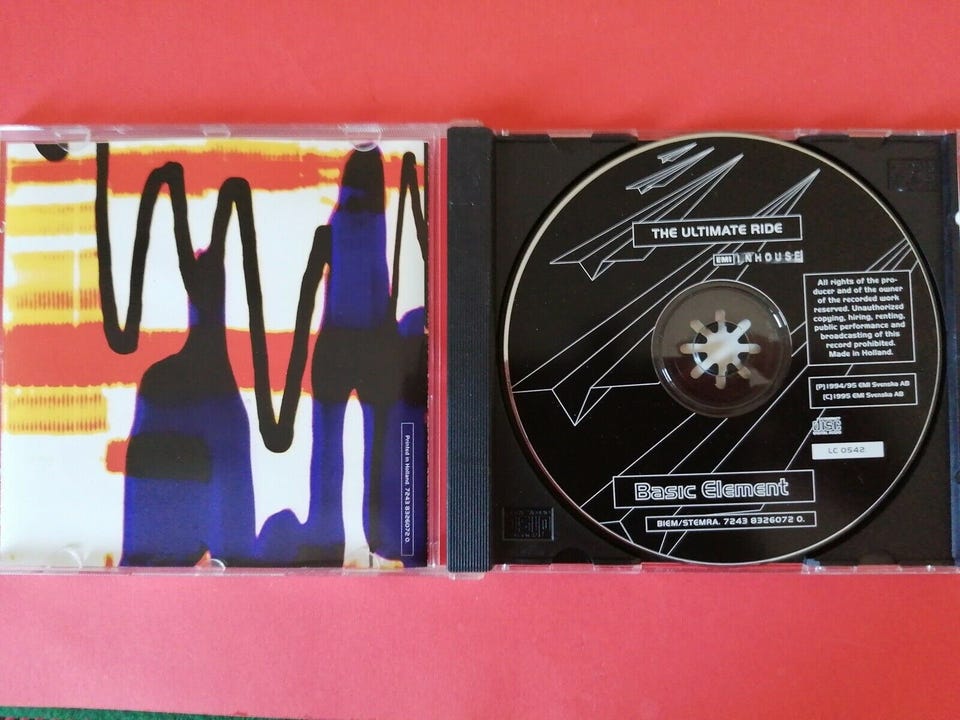 Printed in Holland. 7243 8326072 0.
THE ULTIMATE RIDE
EMI INHOUSE
All rights of the pro-
ducer and of the owner
of the recorded work
reserved. Unauthorized
copying, hiring, renting,
public performance and
broadcasting of this
record prohibited.
Made in Holland.
(P)1994/95 EMI Svenska AB
(C)1995 EMI Svenska AB
DISC
LC 0542
Basic Element
BIEM/STEMRA. 7243 8326072 0.